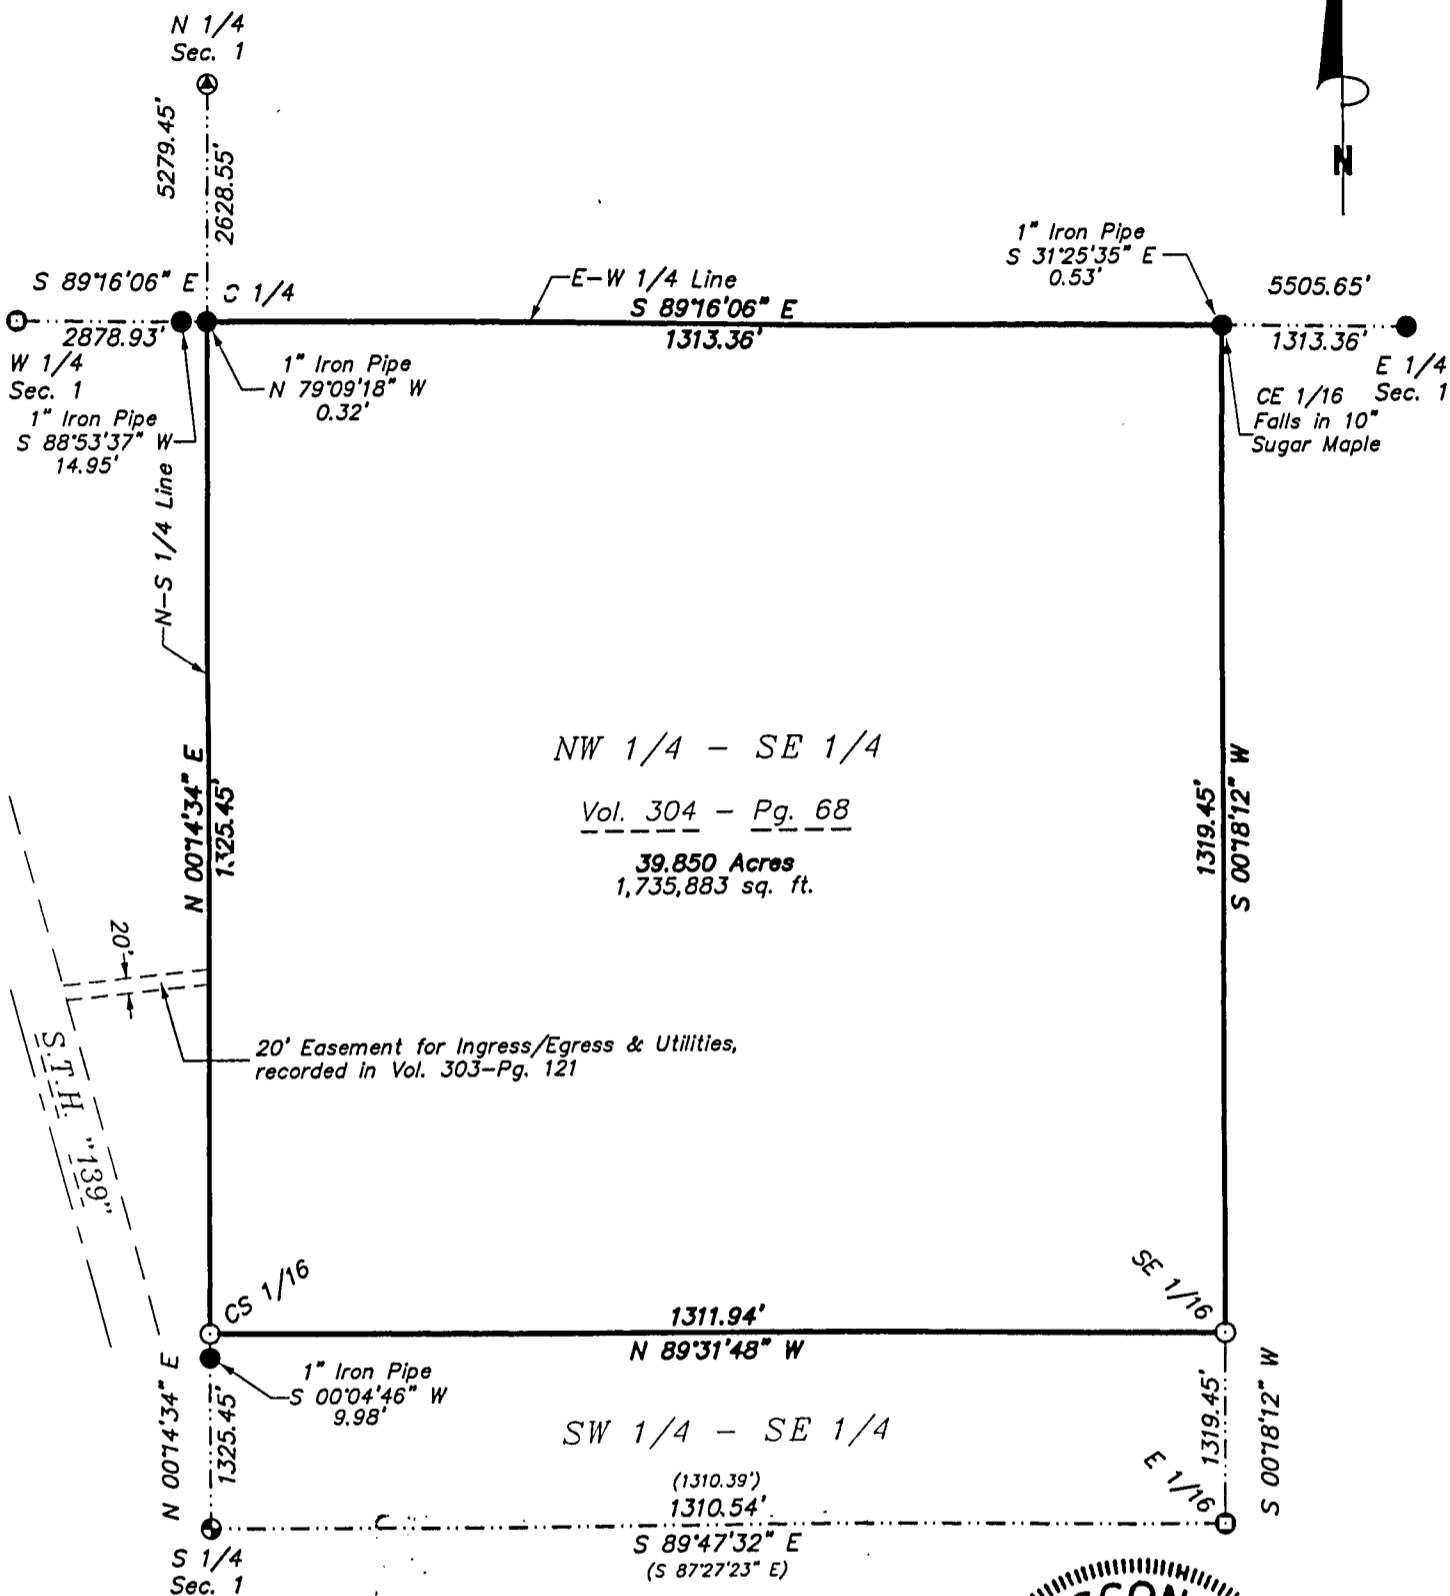 N 1/4
Sec. 1
5279.45'
2628.55'
N
1" Iron Pipe
S 31°25'35" E
0.53'
S 89°16'06" E
C 1/4
E-W 1/4 Line
S 89°16'06" E
1313.36'
5505.65'
1313.36'
E 1/4
Sec. 1
2878.93'
W 1/4
Sec. 1
1" Iron Pipe
N 79°09'18" W
0.32'
1" Iron Pipe
S 88°53'37" W
14.95'
CE 1/16
Falls in 10"
Sugar Maple
N-S 1/4 Line
NW 1/4 - SE 1/4
Vol. 304 - Pg. 68
39.850 Acres
1,735,883 sq. ft.
N 00°14'34" E
1325.45'
1319.45'
S 00°18'12" W
20'
20' Easement for Ingress/Egress & Utilities,
recorded in Vol. 303-Pg. 121
S.T.H. "139"
CS 1/16
SE 1/16
1311.94'
N 89°31'48" W
1" Iron Pipe
S 00°04'46" W
9.98'
N 00°14'34" E
1325.45'
SW 1/4 - SE 1/4
1319.45'
S 00°18'12" W
E 1/16
(1310.39')
1310.54'
S 89°47'32" E
(S 87°27'23" E)
S 1/4
Sec. 1